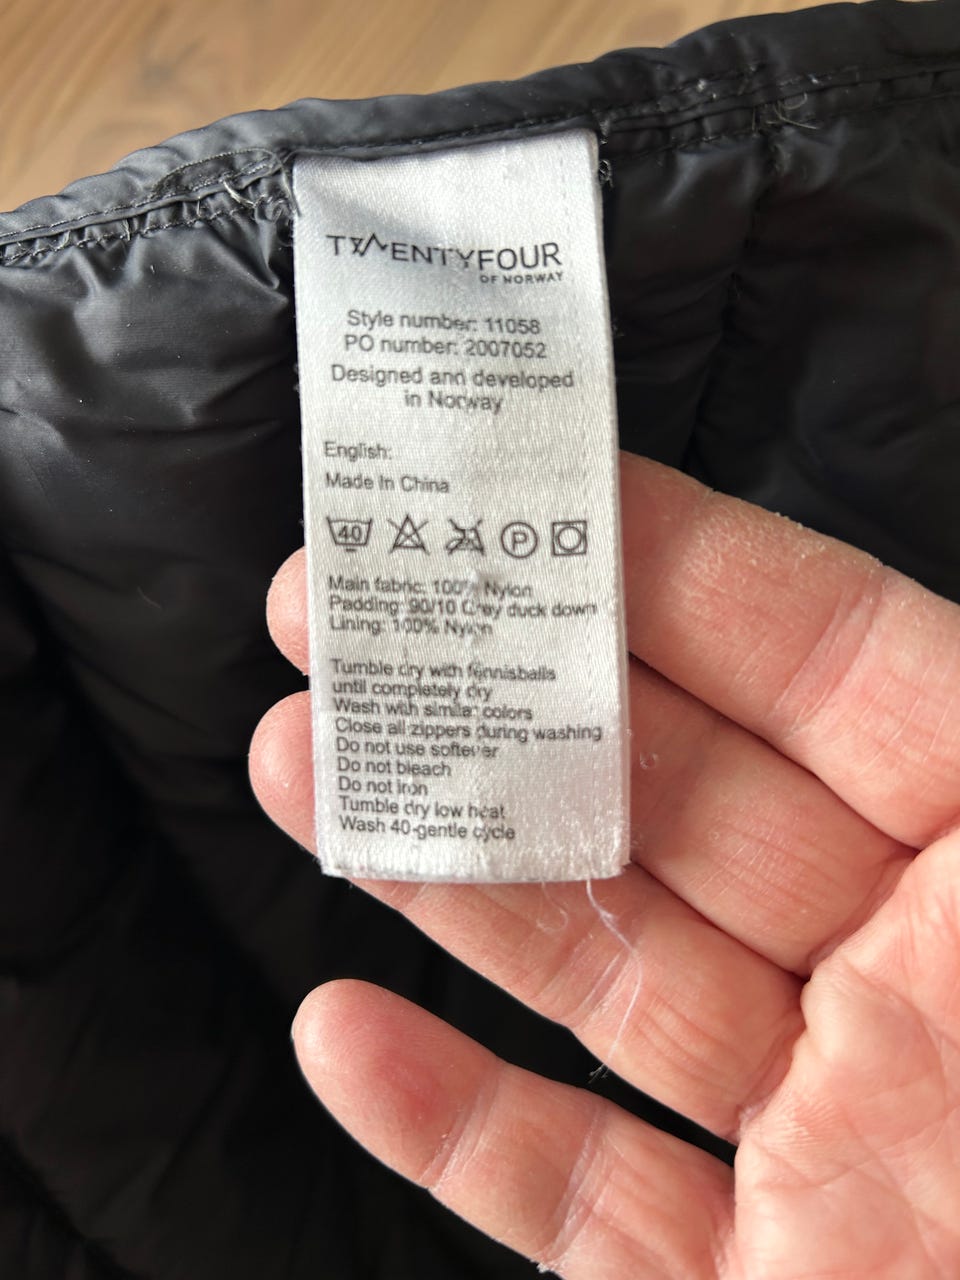 TWENTYFOUR
OF NORWAY
Style number: 11058
PO number: 2007052
Designed and developed
in Norway
English:
Made In China
40 P
Main fabric: 100% Nylon
Padding: 90/10 Grey duck down
Lining: 100% Nylon
Tumble dry with tennisballs
until completely dry
Wash with similar colors
Close all zippers during washing
Do not use softener
Do not bleach
Do not Iron
Tumble dry low heat
Wash 40-gentle cycle